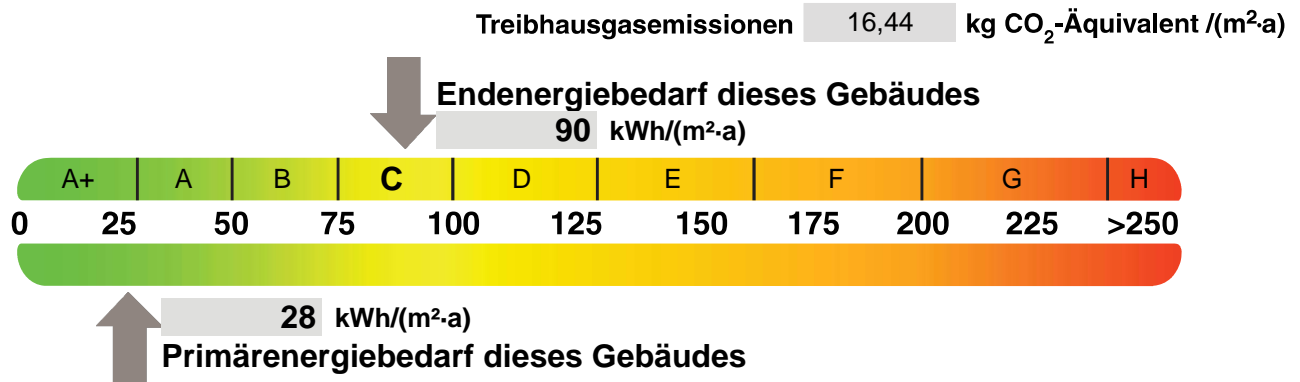 Treibhausgasemissionen 16,44 kg CO₂-Äquivalent /(m²·a)
Endenergiebedarf dieses Gebäudes
90 kWh/(m²·a)
A+ A B C D E F G H
0 25 50 75 100 125 150 175 200 225 >250
28 kWh/(m²·a)
Primärenergiebedarf dieses Gebäudes